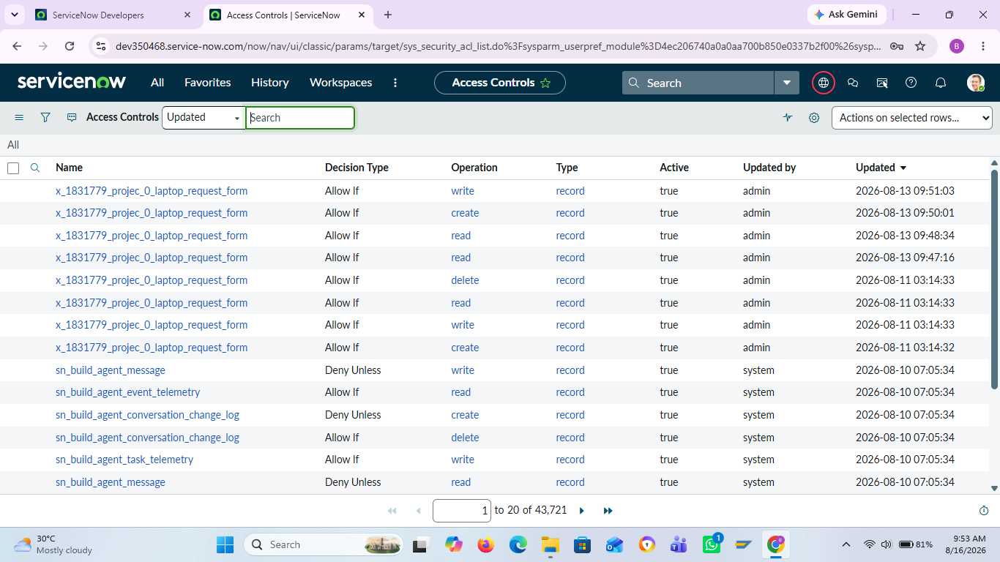 ServiceNow Developers
Access Controls | ServiceNow
Ask Gemini
dev350468.service-now.com/now/nav/ui/classic/params/target/sys_security_acl_list.do%3Fsysparm_userpref_module%3D4ec206740a0a0aa700b850e0337b2f00%26sysp...
B
servicenow All Favorites History Workspaces Access Controls Search
Access Controls Updated Search Actions on selected rows...
All
Name Decision Type Operation Type Active Updated by Updated
x_1831779_projec_0_laptop_request_form Allow If write record true admin 2026-08-13 09:51:03
x_1831779_projec_0_laptop_request_form Allow If create record true admin 2026-08-13 09:50:01
x_1831779_projec_0_laptop_request_form Allow If read record true admin 2026-08-13 09:48:34
x_1831779_projec_0_laptop_request_form Allow If read record true admin 2026-08-13 09:47:16
x_1831779_projec_0_laptop_request_form Allow If delete record true admin 2026-08-11 03:14:33
x_1831779_projec_0_laptop_request_form Allow If read record true admin 2026-08-11 03:14:33
x_1831779_projec_0_laptop_request_form Allow If write record true admin 2026-08-11 03:14:33
x_1831779_projec_0_laptop_request_form Allow If create record true admin 2026-08-11 03:14:32
sn_build_agent_message Deny Unless write record true system 2026-08-10 07:05:34
sn_build_agent_event_telemetry Allow If read record true system 2026-08-10 07:05:34
sn_build_agent_conversation_change_log Deny Unless create record true system 2026-08-10 07:05:34
sn_build_agent_conversation_change_log Allow If delete record true system 2026-08-10 07:05:34
sn_build_agent_task_telemetry Allow If write record true system 2026-08-10 07:05:34
sn_build_agent_message Deny Unless read record true system 2026-08-10 07:05:34
1 to 20 of 43,721
30°C
Mostly cloudy
Search
1
81%
9:53 AM
8/16/2026